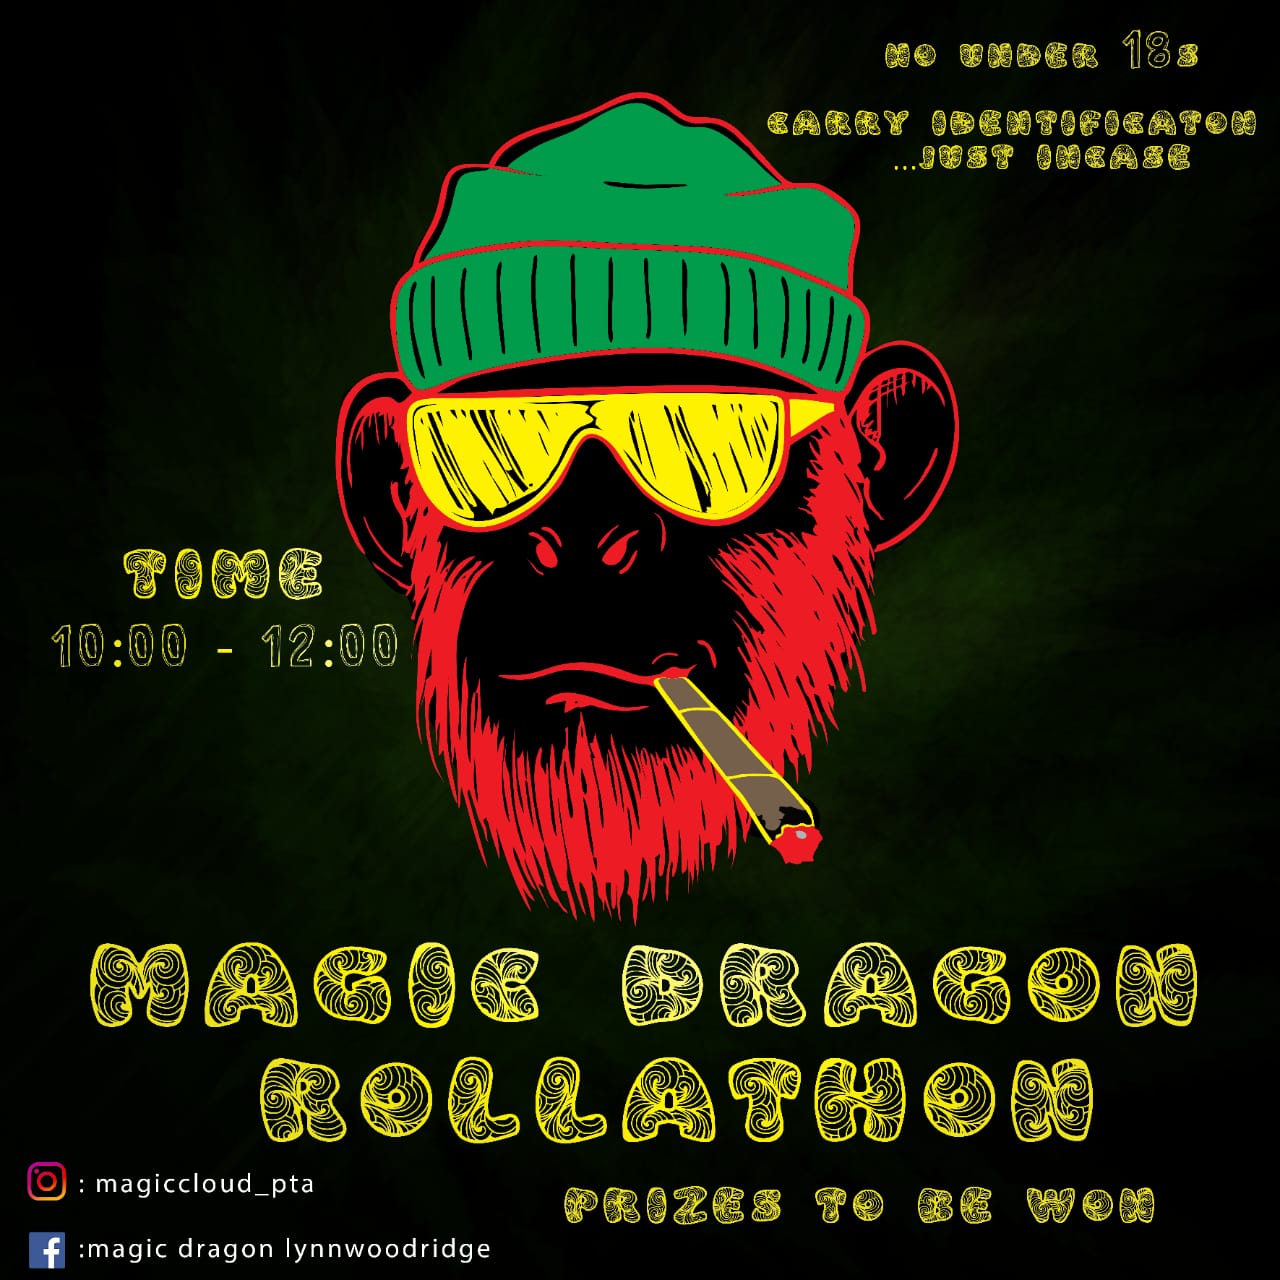 NO UNDER 18S
CARRY IDENTIFICATON
...JUST INCASE
TIME
10:00 - 12:00
MAGIC DRAGON
ROLLATHON
: magiccloud_pta
PRIZES TO BE WON
:magic dragon lynnwoodridge